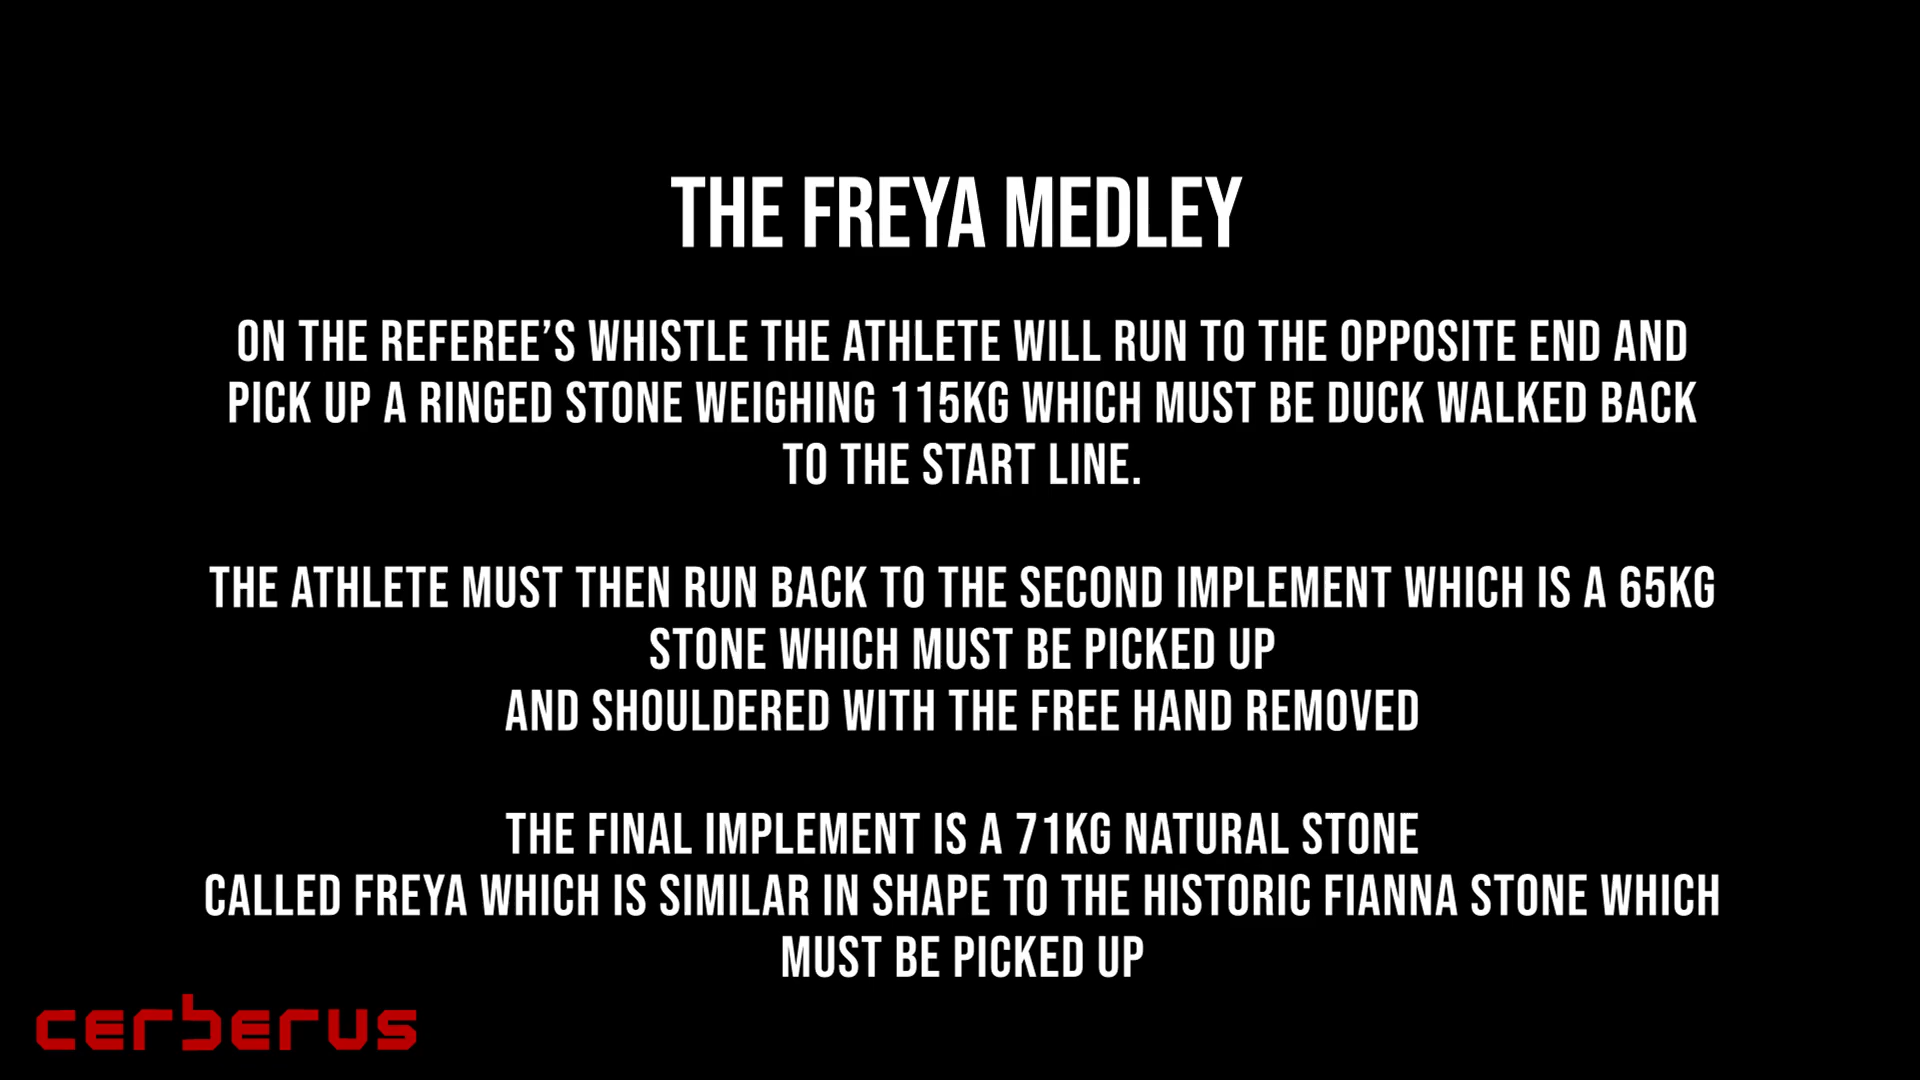 THE FREYA MEDLEY
ON THE REFEREE’S WHISTLE THE ATHLETE WILL RUN TO THE OPPOSITE END AND
PICK UP A RINGED STONE WEIGHING 115KG WHICH MUST BE DUCK WALKED BACK
TO THE START LINE.
THE ATHLETE MUST THEN RUN BACK TO THE SECOND IMPLEMENT WHICH IS A 65KG
STONE WHICH MUST BE PICKED UP
AND SHOULDERED WITH THE FREE HAND REMOVED
THE FINAL IMPLEMENT IS A 71KG NATURAL STONE
CALLED FREYA WHICH IS SIMILAR IN SHAPE TO THE HISTORIC FIANNA STONE WHICH
MUST BE PICKED UP
cerberus